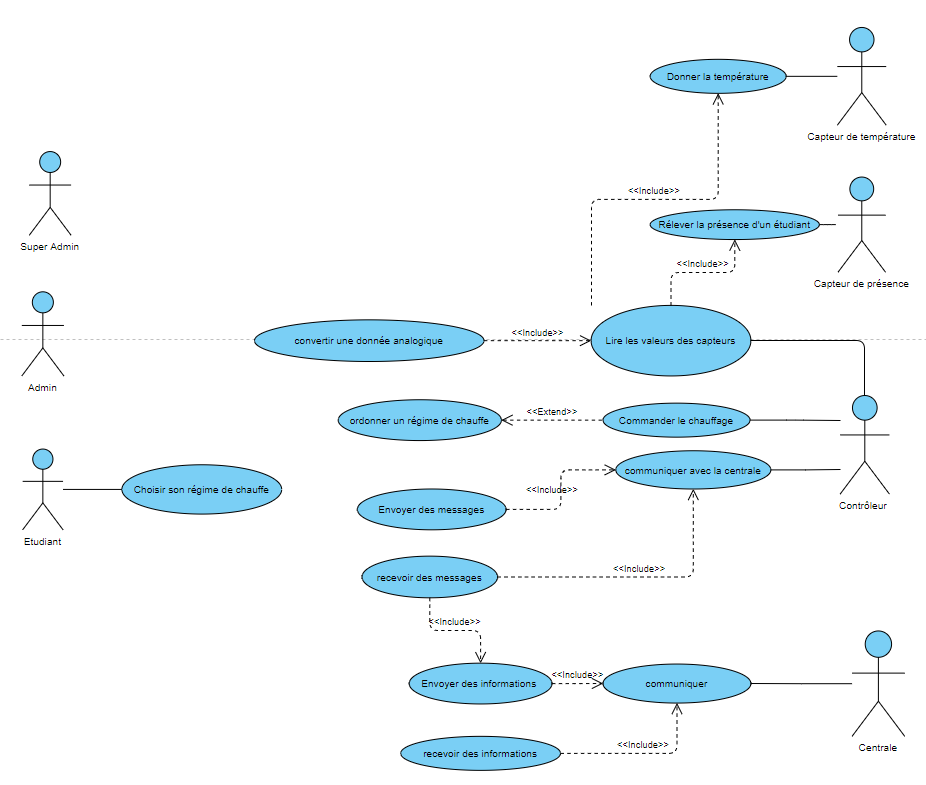 Donner la température
Capteur de température
<<Include>>
Super Admin
Rélever la présence d'un étudiant
<<Include>>
Capteur de présence
<<Include>>
convertir une donnée analogique
Lire les valeurs des capteurs
Admin
<<Extend>>
ordonner un régime de chauffe
Commander le chauffage
communiquer avec la centrale
Choisir son régime de chauffe
<<Include>>
Contrôleur
Envoyer des messages
Etudiant
<<Include>>
recevoir des messages
<<Include>>
<<Include>>
Envoyer des informations
communiquer
<<Include>>
Centrale
recevoir des informations